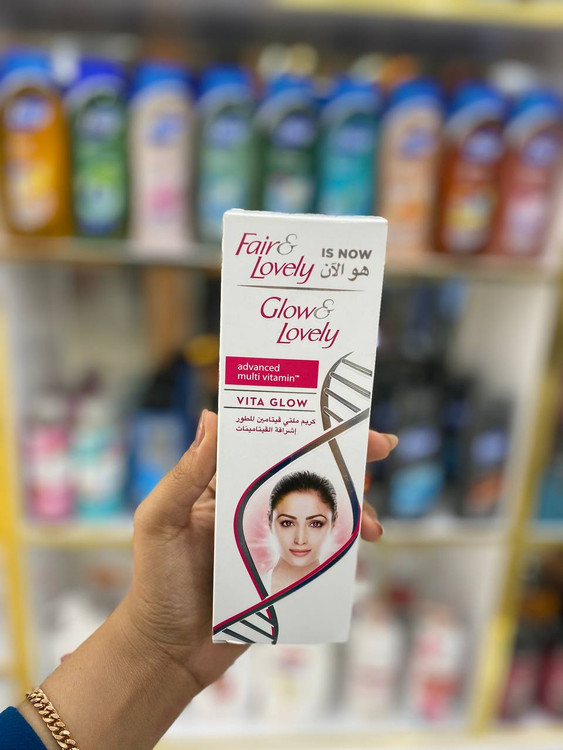 Fair &
Lovely
IS NOW
هو الآن
Glow &
Lovely
advanced
multi vitamin™
VITA GLOW
كريم ملتي فيتامين المطور
إشراقة الفيتامينات